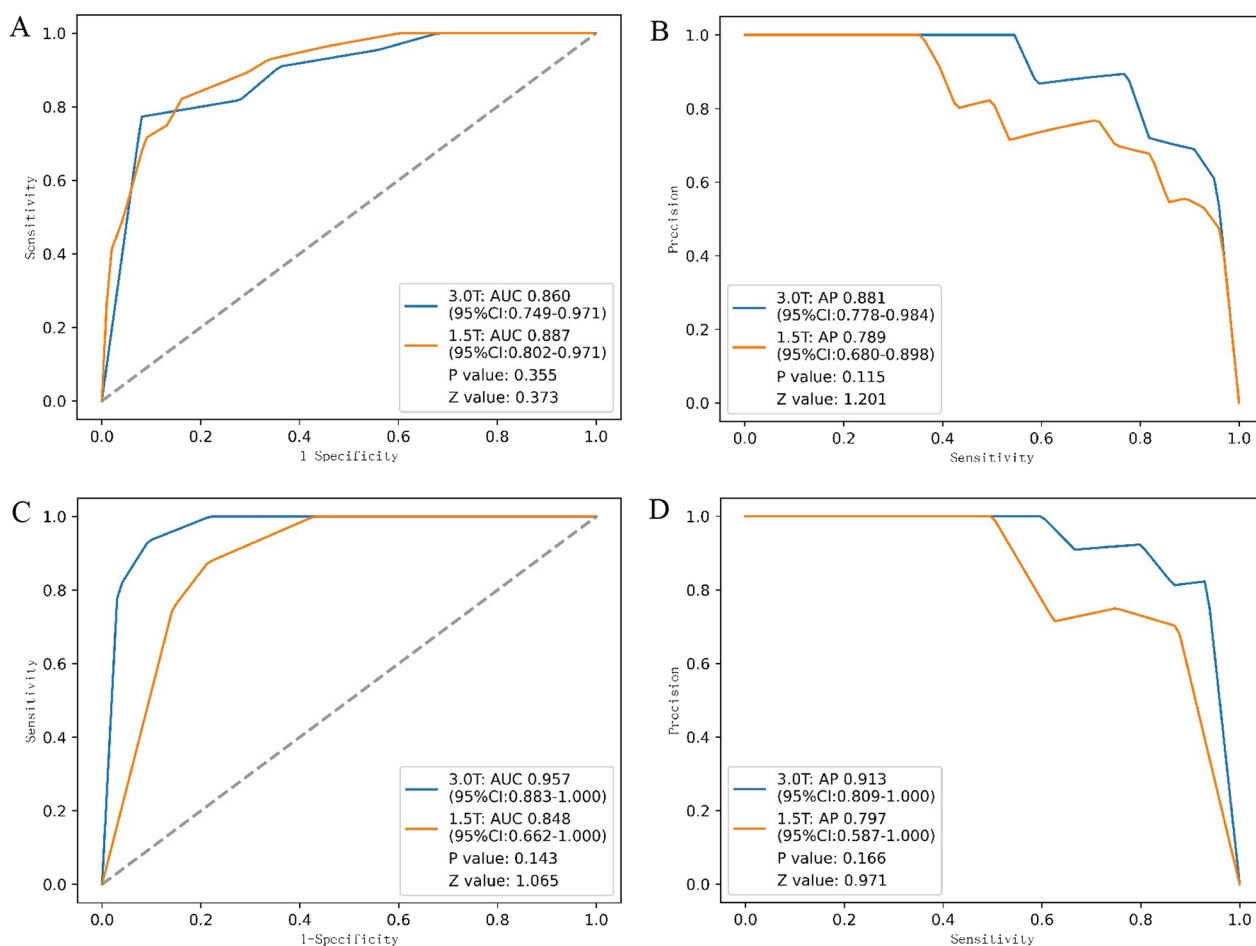 A
1.0
0.8
0.6
0.4
0.2
0.0
Sensitivity
3.0T: AUC 0.860
(95%CI:0.749-0.971)
1.5T: AUC 0.887
(95%CI:0.802-0.971)
P value: 0.355
Z value: 0.373
0.0 0.2 0.4 0.6 0.8 1.0
1 Specificity
B
1.0
0.8
0.6
0.4
0.2
0.0
Precision
3.0T: AP 0.881
(95%CI:0.778-0.984)
1.5T: AP 0.789
(95%CI:0.680-0.898)
P value: 0.115
Z value: 1.201
0.0 0.2 0.4 0.6 0.8 1.0
Sensitivity
C
1.0
0.8
0.6
0.4
0.2
0.0
Sensitivity
3.0T: AUC 0.957
(95%CI:0.883-1.000)
1.5T: AUC 0.848
(95%CI:0.662-1.000)
P value: 0.143
Z value: 1.065
0.0 0.2 0.4 0.6 0.8 1.0
1-Specificity
D
1.0
0.8
0.6
0.4
0.2
0.0
Precision
3.0T: AP 0.913
(95%CI:0.809-1.000)
1.5T: AP 0.797
(95%CI:0.587-1.000)
P value: 0.166
Z value: 0.971
0.0 0.2 0.4 0.6 0.8 1.0
Sensitivity